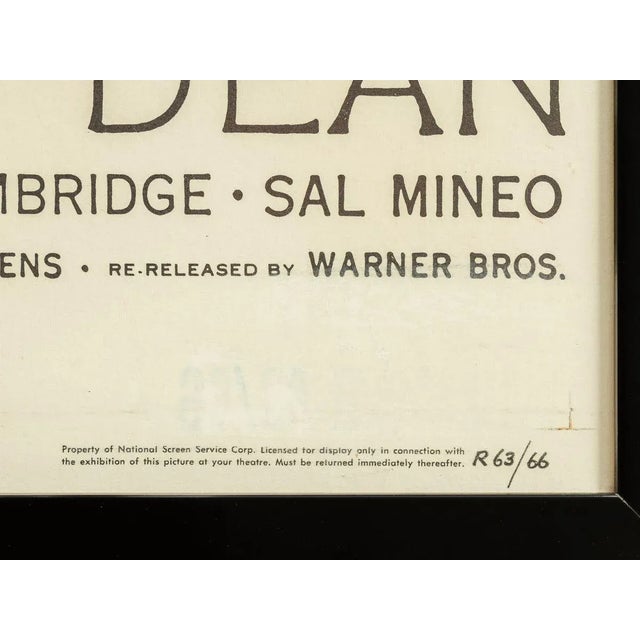 DEAN
MBRIDGE • SAL MINEO
ENS • RE-RELEASED BY WARNER BROS.
Property of National Screen Service Corp. Licensed for display only in connection with
the exhibition of this picture at your theatre. Must be returned immediately thereafter. R63/66